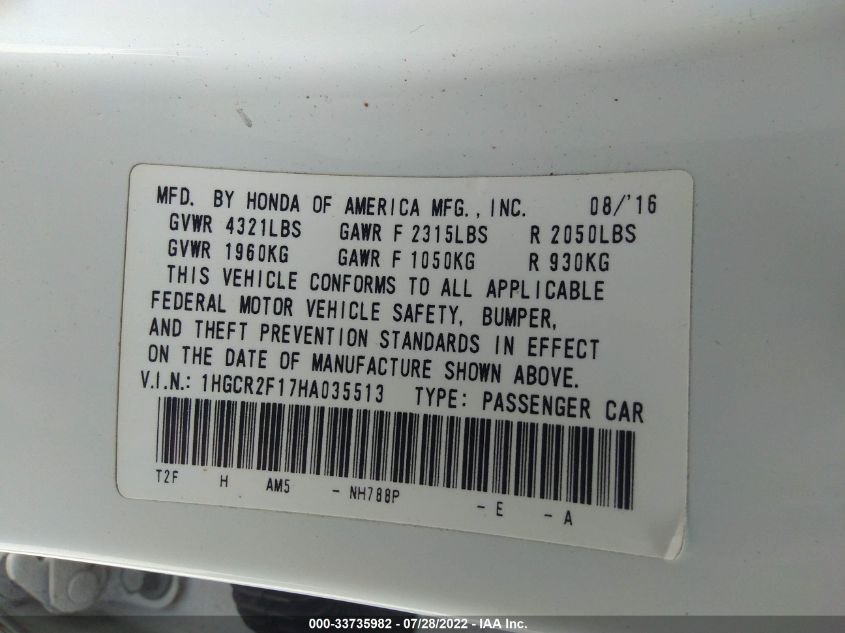 MFD. BY HONDA OF AMERICA MFG., INC. 08/'16
GVWR 4321LBS GAWR F 2315LBS R 2050LBS
GVWR 1960KG GAWR F 1050KG R 930KG
THIS VEHICLE CONFORMS TO ALL APPLICABLE
FEDERAL MOTOR VEHICLE SAFETY, BUMPER,
AND THEFT PREVENTION STANDARDS IN EFFECT
ON THE DATE OF MANUFACTURE SHOWN ABOVE.
V.I.N.: 1HGCR2F17HA035513 TYPE: PASSENGER CAR
T2F H AM5 - NH788P - E - A
000-33735982 / 07/28/2022 / IAA Inc.